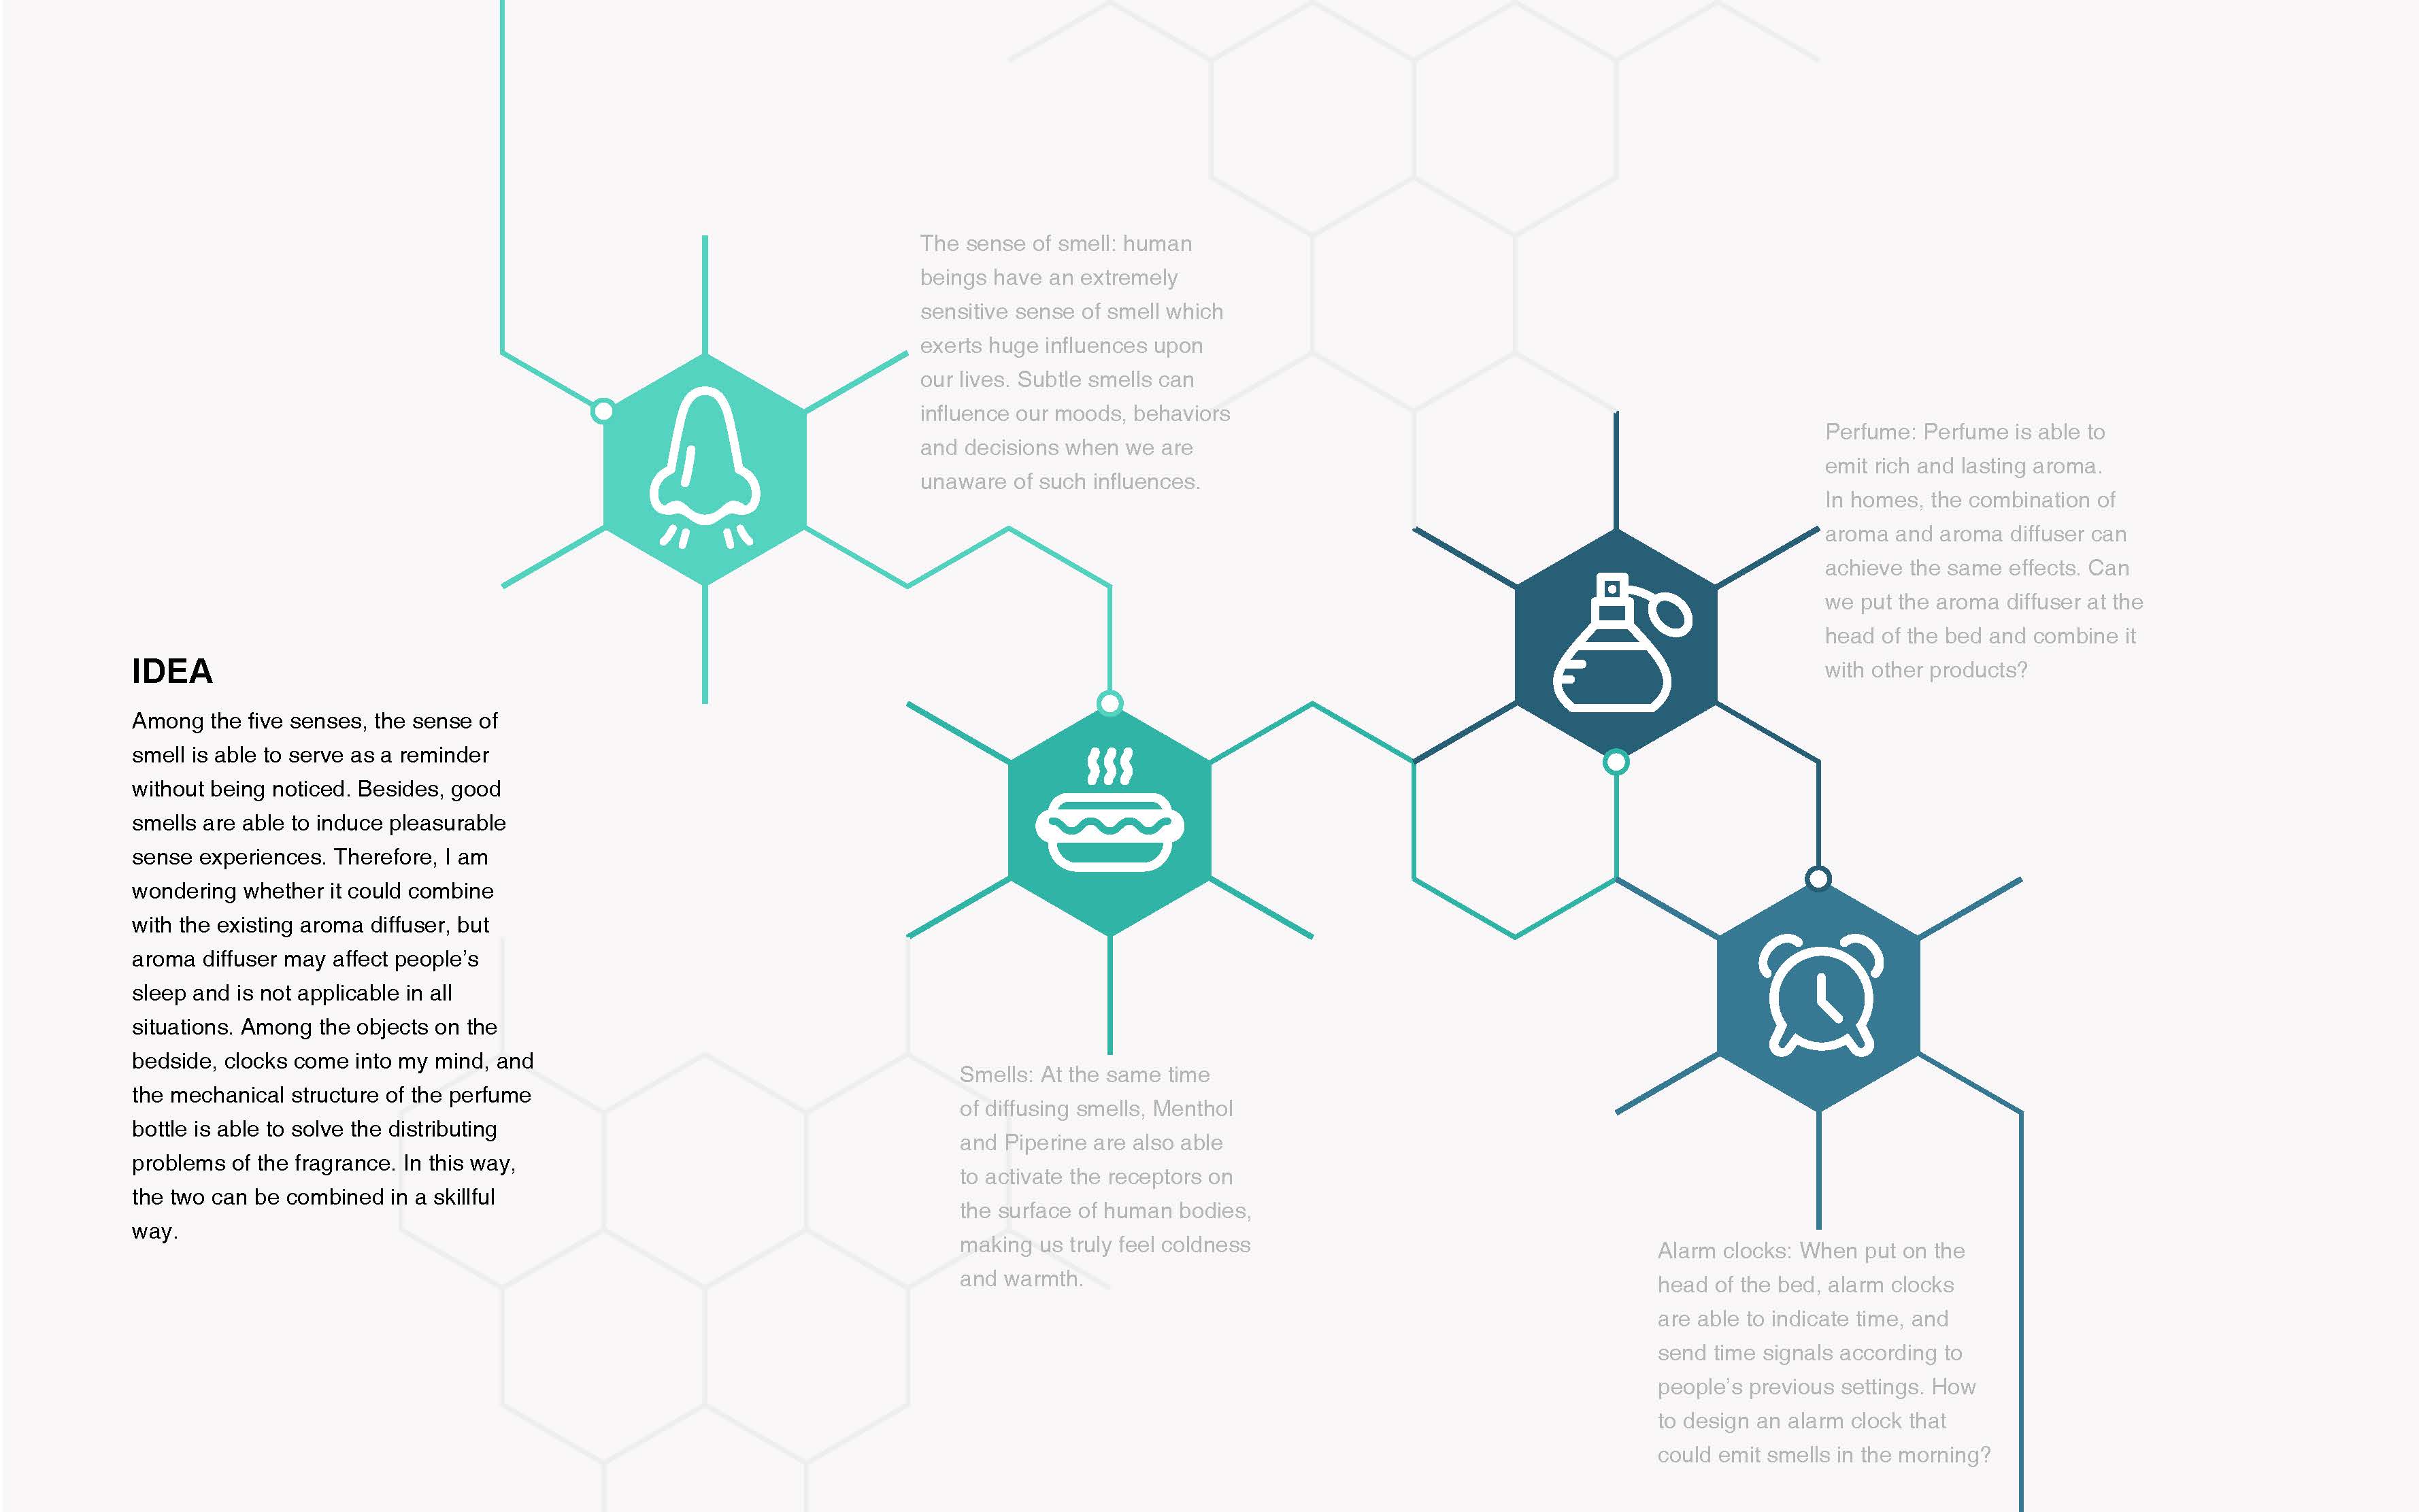 The sense of smell: human
beings have an extremely
sensitive sense of smell which
exerts huge influences upon
our lives. Subtle smells can
influence our moods, behaviors
and decisions when we are
unaware of such influences.
Perfume: Perfume is able to
emit rich and lasting aroma.
In homes, the combination of
aroma and aroma diffuser can
achieve the same effects. Can
we put the aroma diffuser at the
head of the bed and combine it
with other products?
IDEA
Among the five senses, the sense of
smell is able to serve as a reminder
without being noticed. Besides, good
smells are able to induce pleasurable
sense experiences. Therefore, I am
wondering whether it could combine
with the existing aroma diffuser, but
aroma diffuser may affect people's
sleep and is not applicable in all
situations. Among the objects on the
bedside, clocks come into my mind, and
the mechanical structure of the perfume
bottle is able to solve the distributing
problems of the fragrance. In this way,
the two can be combined in a skillful
way.
Smells: At the same time
of diffusing smells, Menthol
and Piperine are also able
to activate the receptors on
the surface of human bodies,
making us truly feel coldness
and warmth.
Alarm clocks: When put on the
head of the bed, alarm clocks
are able to indicate time, and
send time signals according to
people's previous settings. How
to design an alarm clock that
could emit smells in the morning?